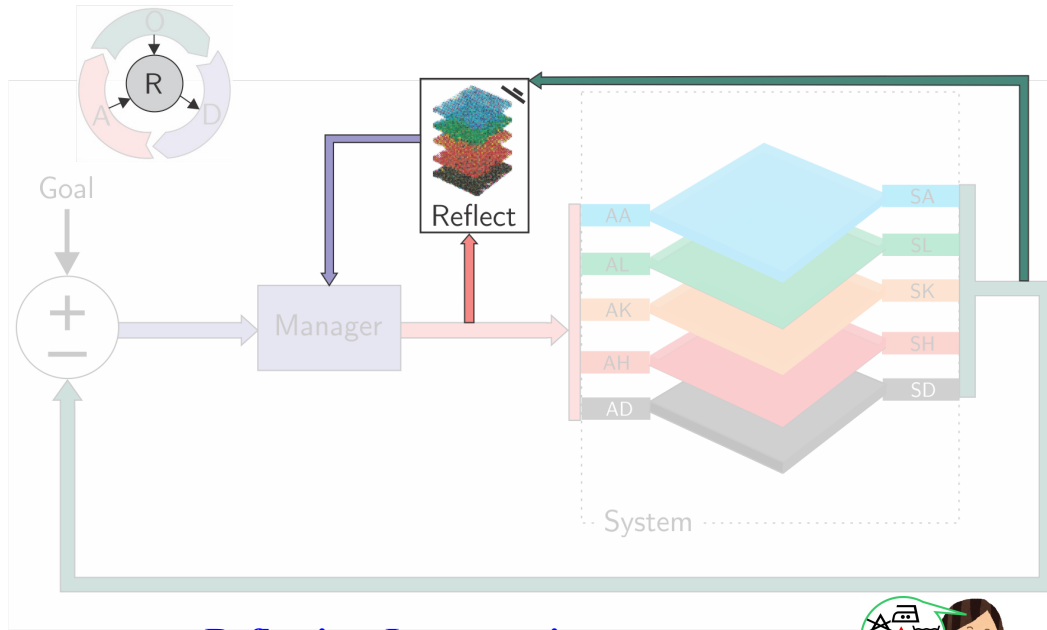 O
R
A
D
Goal
Reflect
AA
SA
AL
SL
AK
SK
Manager
AH
SH
AD
SD
System